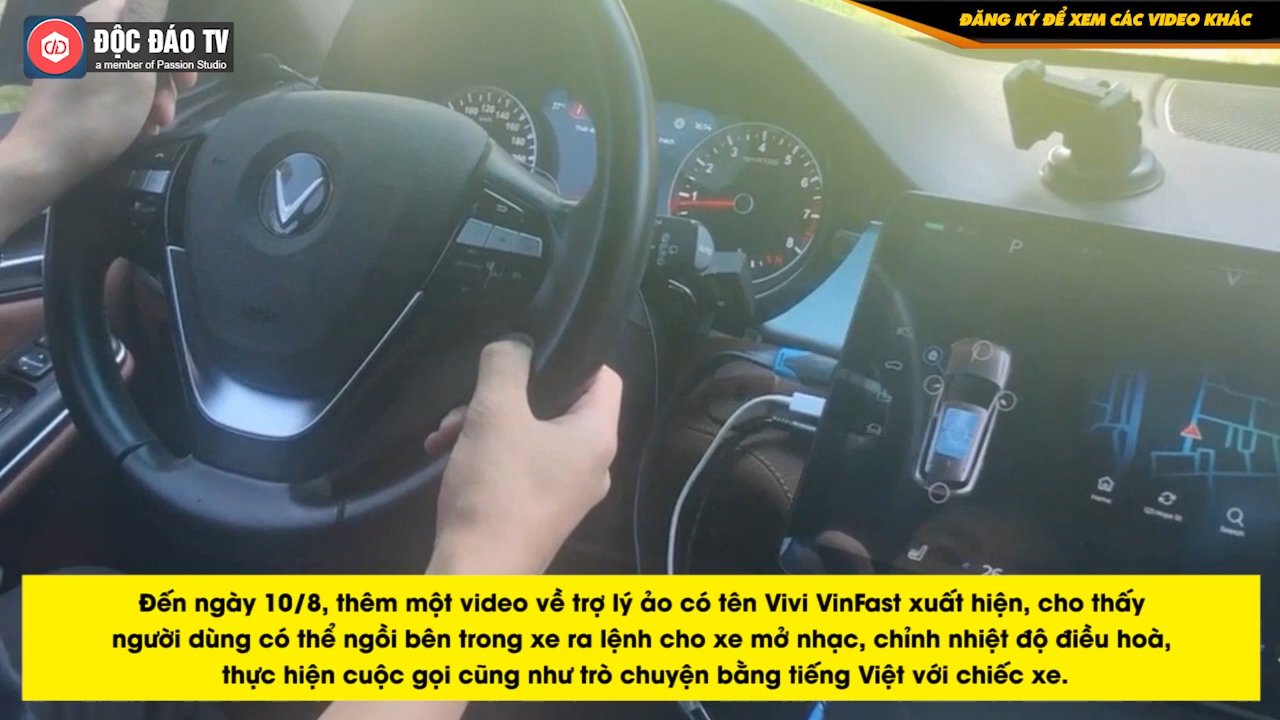 ĐỘC ĐÁO TV
a member of Passion Studio
ĐĂNG KÝ ĐỂ XEM CÁC VIDEO KHÁC
P
Home
Search
Đến ngày 10/8, thêm một video về trợ lý ảo có tên Vivi VinFast xuất hiện, cho thấy
người dùng có thể ngồi bên trong xe ra lệnh cho xe mở nhạc, chỉnh nhiệt độ điều hoà,
thực hiện cuộc gọi cũng như trò chuyện bằng tiếng Việt với chiếc xe.